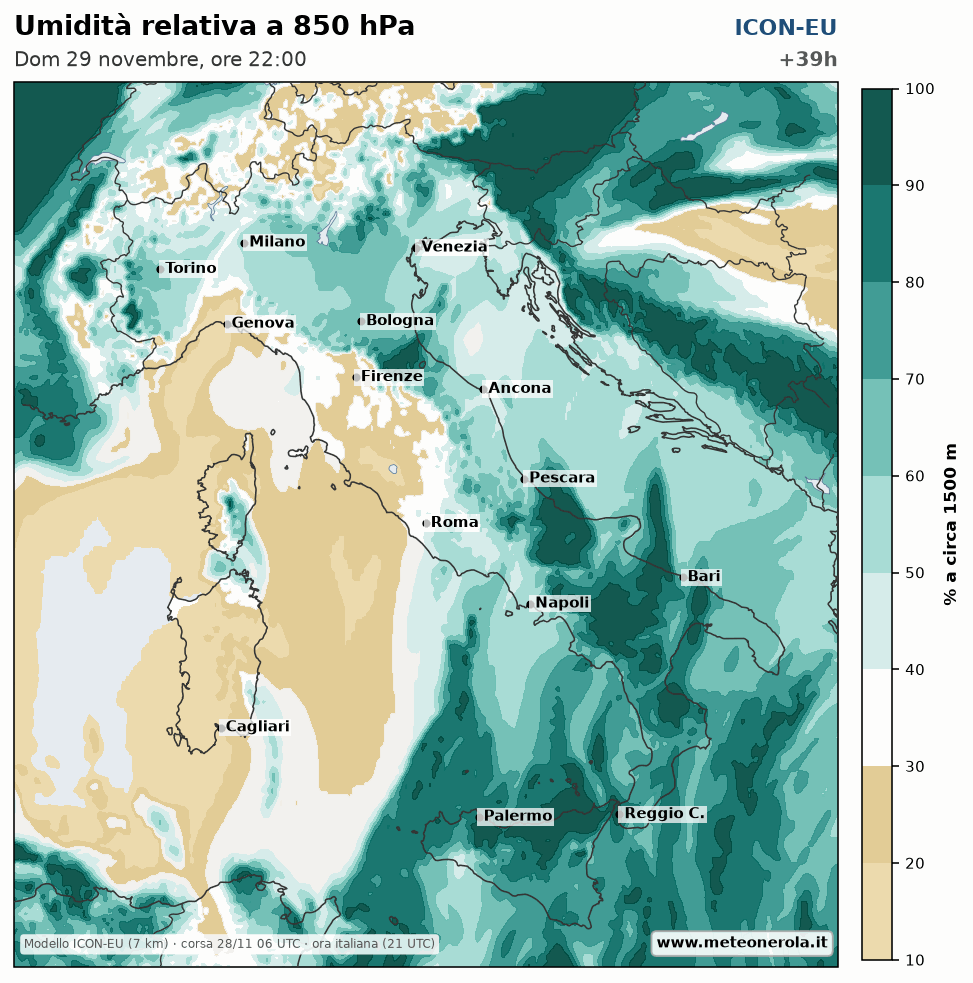 Umidità relativa a 850 hPa
ICON-EU
Dom 29 novembre, ore 22:00
+39h
100
90
80
70
60
50
40
30
20
10
% a circa 1500 m
Milano
Venezia
Torino
Genova
Bologna
Firenze
Ancona
Pescara
Roma
Bari
Napoli
Cagliari
Palermo
Reggio C.
Modello ICON-EU (7 km) · corsa 28/11 06 UTC · ora italiana (21 UTC)
www.meteonerola.it